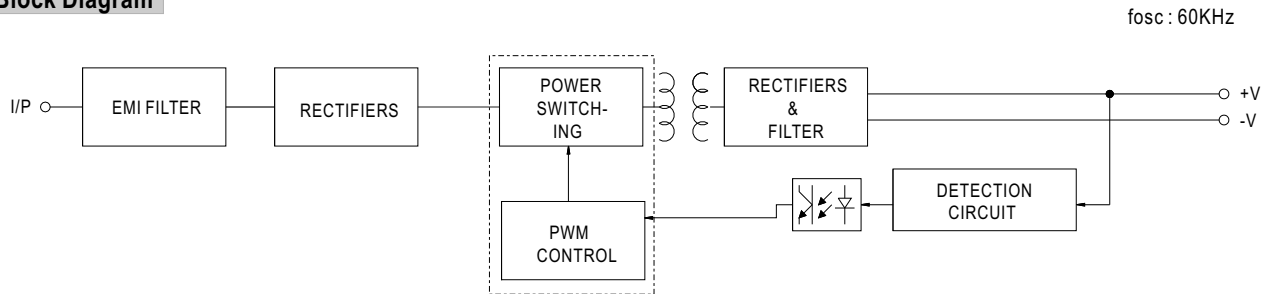 Block Diagram
fosc : 60KHz
I/P
EMI FILTER
RECTIFIERS
POWER
SWITCH-
ING
RECTIFIERS
&
FILTER
+V
-V
DETECTION
CIRCUIT
PWM
CONTROL